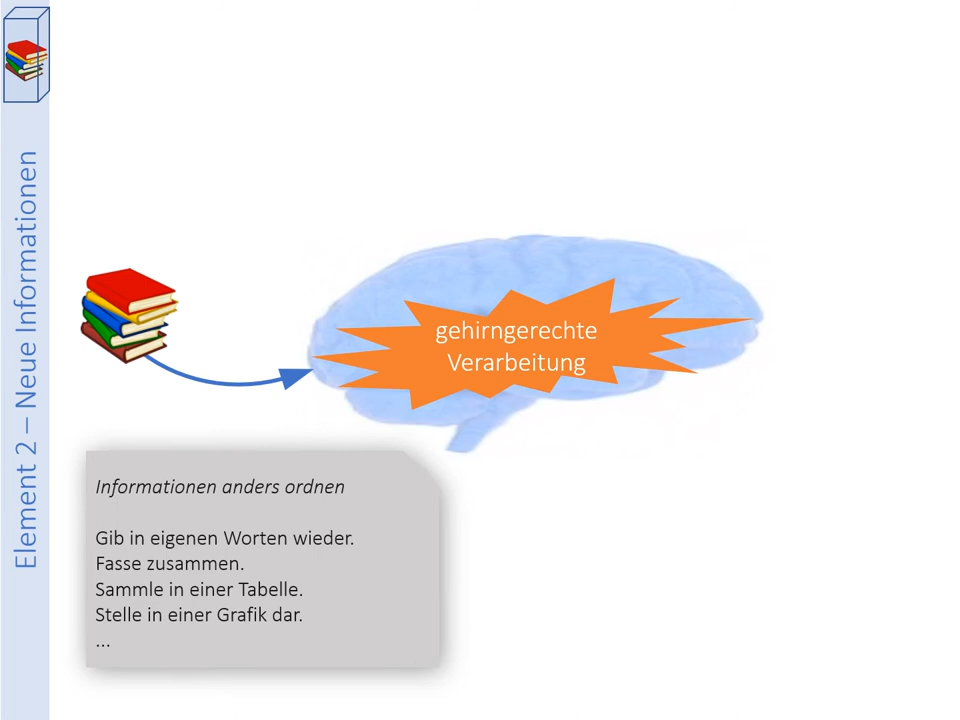 Element 2 – Neue Informationen
gehirngerechte
Verarbeitung
Informationen anders ordnen
Gib in eigenen Worten wieder.
Fasse zusammen.
Sammle in einer Tabelle.
Stelle in einer Grafik dar.
...